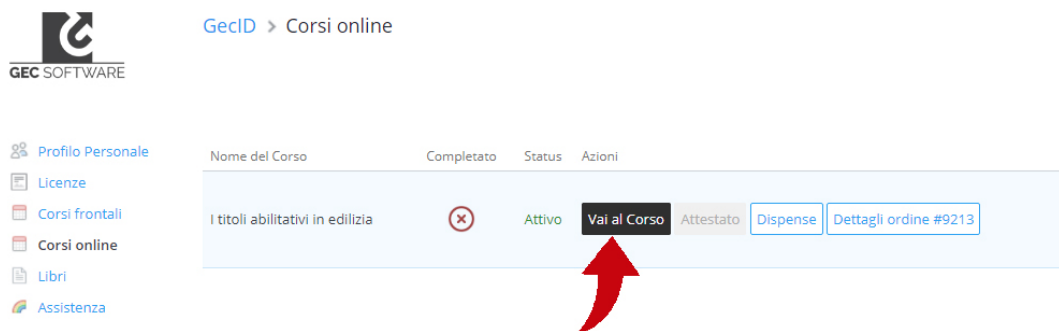 GecID > Corsi online
GEC SOFTWARE
Profilo Personale
Licenze
Corsi frontali
Corsi online
Libri
Assistenza
Nome del Corso Completato Status Azioni
I titoli abilitativi in edilizia Attivo Vai al Corso Attestato Dispense Dettagli ordine #9213